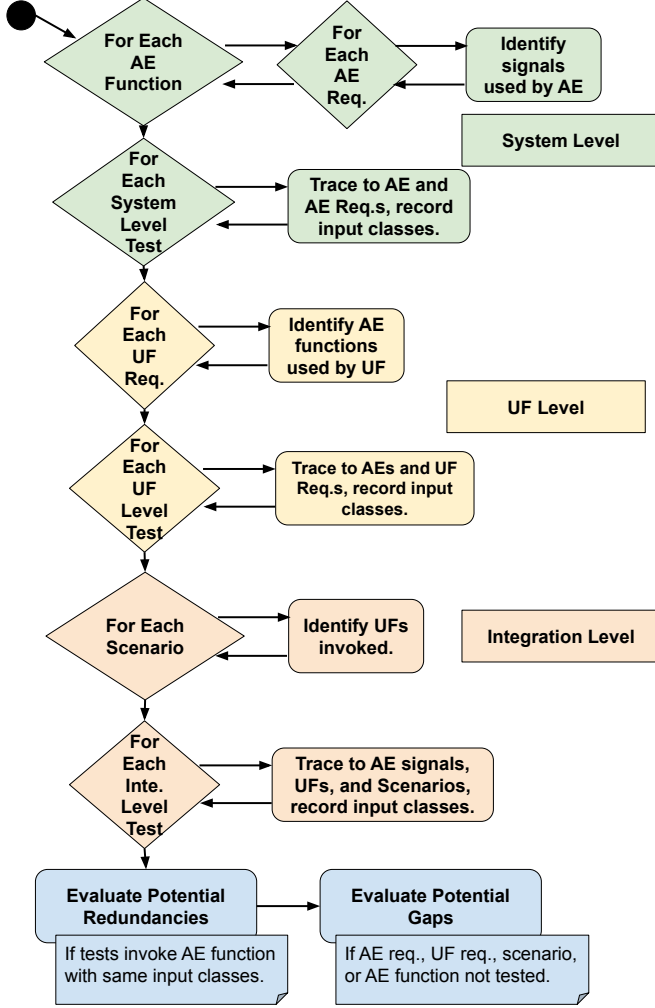 For Each
AE
Function
For
Each
AE
Req.
Identify
signals
used by AE
System Level
For
Each
System
Level
Test
Trace to AE and
AE Req.s, record
input classes.
For
Each
UF
Req.
Identify AE
functions
used by UF
UF Level
For
Each
UF
Level
Test
Trace to AEs and UF
Req.s, record input
classes.
For Each
Scenario
Identify UFs
invoked.
Integration Level
For
Each
Inte.
Level
Test
Trace to AE signals,
UFs, and Scenarios,
record input classes.
Evaluate Potential
Redundancies
If tests invoke AE function
with same input classes.
Evaluate Potential
Gaps
If AE req., UF req., scenario,
or AE function not tested.